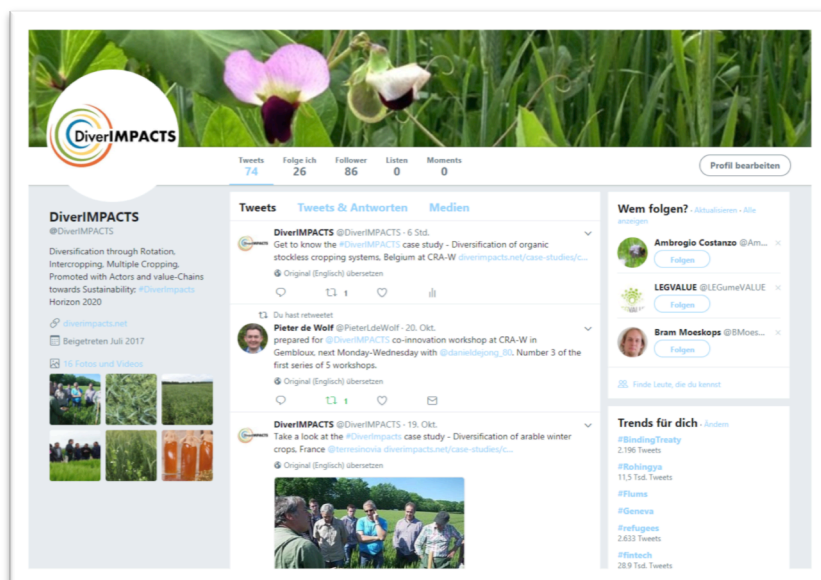 DiverIMPACTS
Tweets Folge ich Follower Listen Moments
74 26 86 0 0
Profil bearbeiten
DiverIMPACTS
@DiverIMPACTS
Diversification through Rotation,
Intercropping, Multiple Cropping,
Promoted with Actors and value-Chains
towards Sustainability: #DiverImpacts
Horizon 2020
diverimpacts.net
Beigetreten Juli 2017
16 Fotos und Videos
Tweets Tweets & Antworten Medien
DiverIMPACTS @DiverIMPACTS · 6 Std.
Get to know the #DiverIMPACTS case study - Diversification of organic
stockless cropping systems, Belgium at CRA-W diverimpacts.net/case-studies/c...
Original (Englisch) übersetzen
1
Du hast retweetet
Pieter de Wolf @PieterLdeWolf · 20. Okt.
prepared for @DiverIMPACTS co-innovation workshop at CRA-W in
Gembloux, next Monday-Wednesday with @danieldejong_80. Number 3 of the
first series of 5 workshops.
Original (Englisch) übersetzen
1
DiverIMPACTS @DiverIMPACTS · 19. Okt.
Take a look at the #DiverImpacts case study - Diversification of arable winter
crops, France @terresinovia diverimpacts.net/case-studies/c...
Original (Englisch) übersetzen
Wem folgen? · Aktualisieren · Alle
anzeigen
Ambrogio Costanzo @Am...
Folgen
LEGVALUE @LEGumeVALUE
Folgen
Bram Moeskops @BMoes...
Folgen
Finde Leute, die du kennst
Trends für dich · Ändern
#BindingTreaty
2.196 Tweets
#Rohingya
11,5 Tsd. Tweets
#Flums
#Geneva
#refugees
2.633 Tweets
#fintech
28,9 Tsd. Tweets